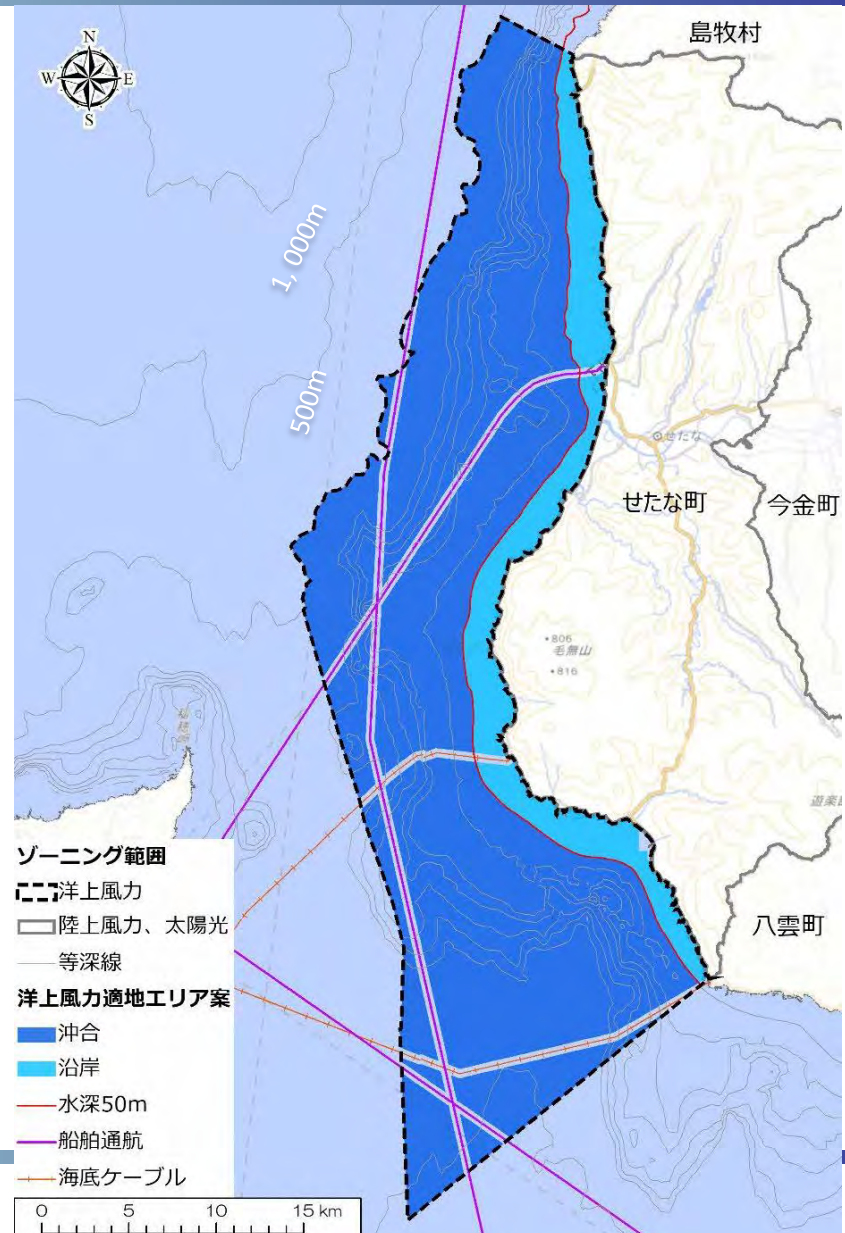 島牧村
N
W E
S
1,000m
500m
せたな
せたな町
今金町
・806
毛無山
・816
稲穂岬
八雲町
ゾーニング範囲
洋上風力
陸上風力、太陽光
等深線
洋上風力適地エリア案
沖合
沿岸
水深50m
船舶通航
海底ケーブル
0 5 10 15 km